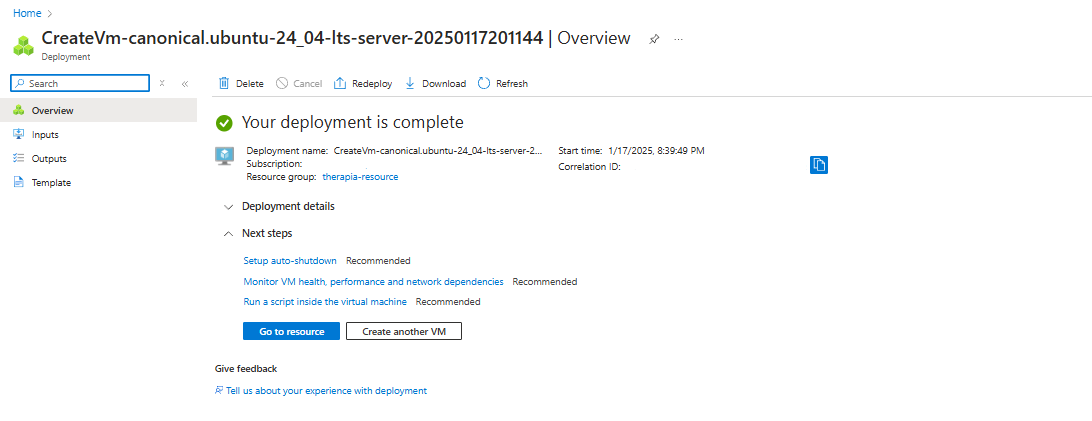 Home >
CreateVm-canonical.ubuntu-24_04-lts-server-20250117201144 | Overview
Deployment
Search
Delete Cancel Redeploy Download Refresh
Overview
Inputs
Outputs
Template
Your deployment is complete
Deployment name: CreateVm-canonical.ubuntu-24_04-lts-server-2...
Subscription:
Resource group: therapia-resource
Start time: 1/17/2025, 8:39:49 PM
Correlation ID:
Deployment details
Next steps
Setup auto-shutdown Recommended
Monitor VM health, performance and network dependencies Recommended
Run a script inside the virtual machine Recommended
Go to resource Create another VM
Give feedback
Tell us about your experience with deployment